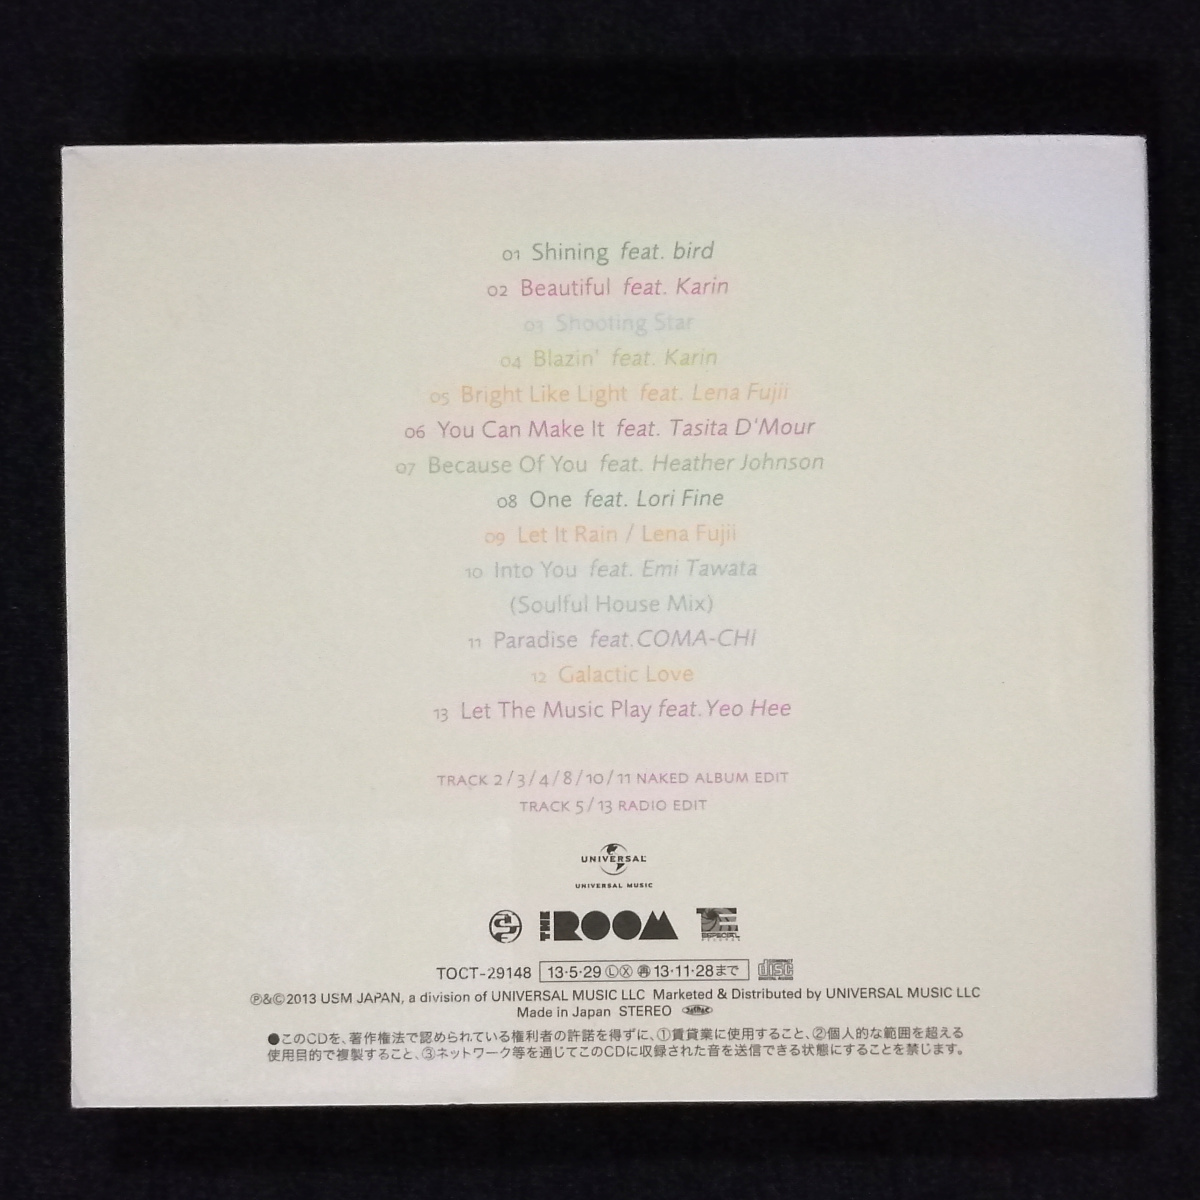 01 Shining feat. bird
02 Beautiful feat. Karin
03 Shooting Star
04 Blazin' feat. Karin
05 Bright Like Light feat. Lena Fujii
06 You Can Make It feat. Tasita D'Mour
07 Because Of You feat. Heather Johnson
08 One feat. Lori Fine
09 Let It Rain / Lena Fujii
10 Into You feat. Emi Tawata
(Soulful House Mix)
11 Paradise feat.COMA-CHI
12 Galactic Love
13 Let The Music Play feat.Yeo Hee
TRACK 2/3/4/8/10/11 NAKED ALBUM EDIT
TRACK 5/13 RADIO EDIT
UNIVERSAL
UNIVERSAL MUSIC
THE ROOM
ESPECIAL RECORDS
TOCT-29148 13·5·29 ⓁⓍ ㊢13·11·28まで COMPACT disc DIGITAL AUDIO
℗&©2013 USM JAPAN, a division of UNIVERSAL MUSIC LLC Marketed & Distributed by UNIVERSAL MUSIC LLC
Made in Japan STEREO JASRAC
●このCDを、著作権法で認められている権利者の許諾を得ずに、①賃貸業に使用すること、②個人的な範囲を超える
使用目的で複製すること、③ネットワーク等を通じてこのCDに収録された音を送信できる状態にすることを禁じます。